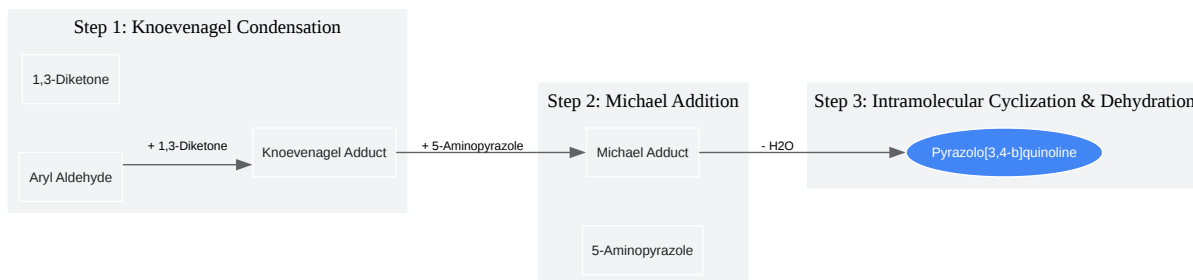 Step 1: Knoevenagel Condensation
1,3-Diketone
Aryl Aldehyde
+ 1,3-Diketone
Knoevenagel Adduct
+ 5-Aminopyrazole
Step 2: Michael Addition
Michael Adduct
5-Aminopyrazole
- H2O
Step 3: Intramolecular Cyclization & Dehydration
Pyrazolo[3,4-b]quinoline